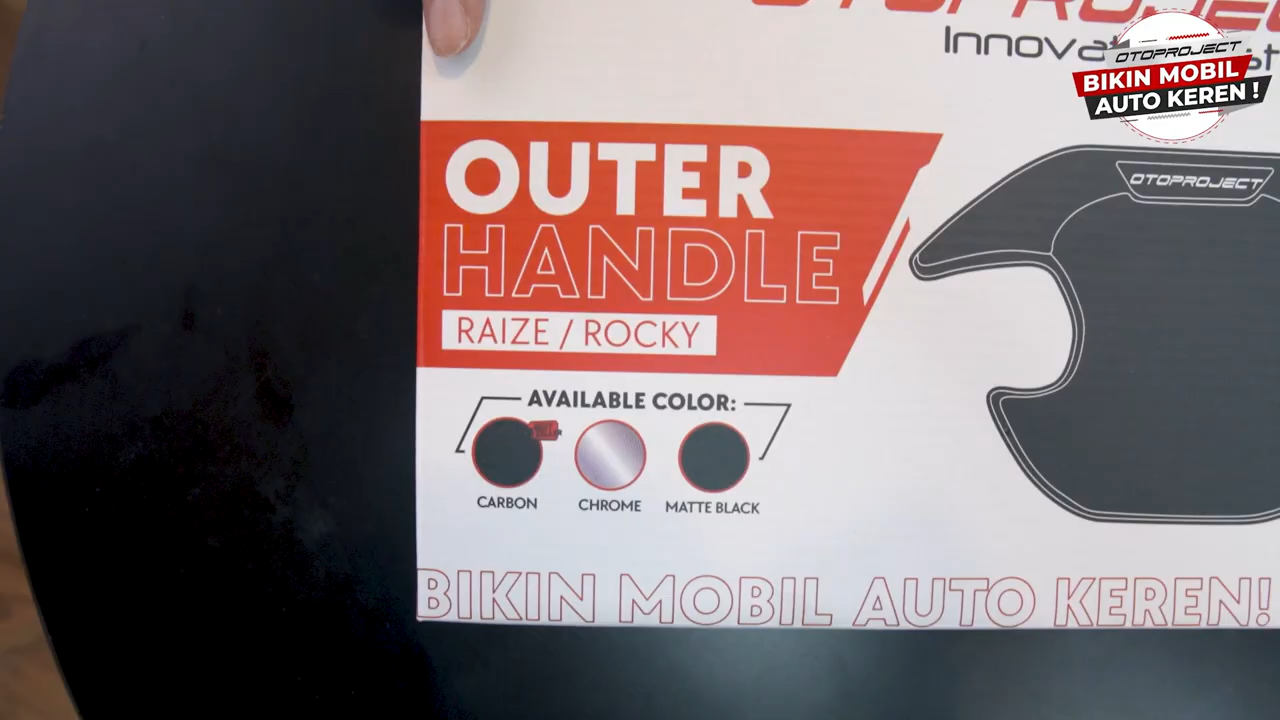 OTOPROJECT
Innovat
OTOPROJECT
BIKIN MOBIL
AUTO KEREN !
OUTER
HANDLE
RAIZE / ROCKY
OTOPROJECT
AVAILABLE COLOR:
CARBON
CHROME
MATTE BLACK
BIKIN MOBIL AUTO KEREN!